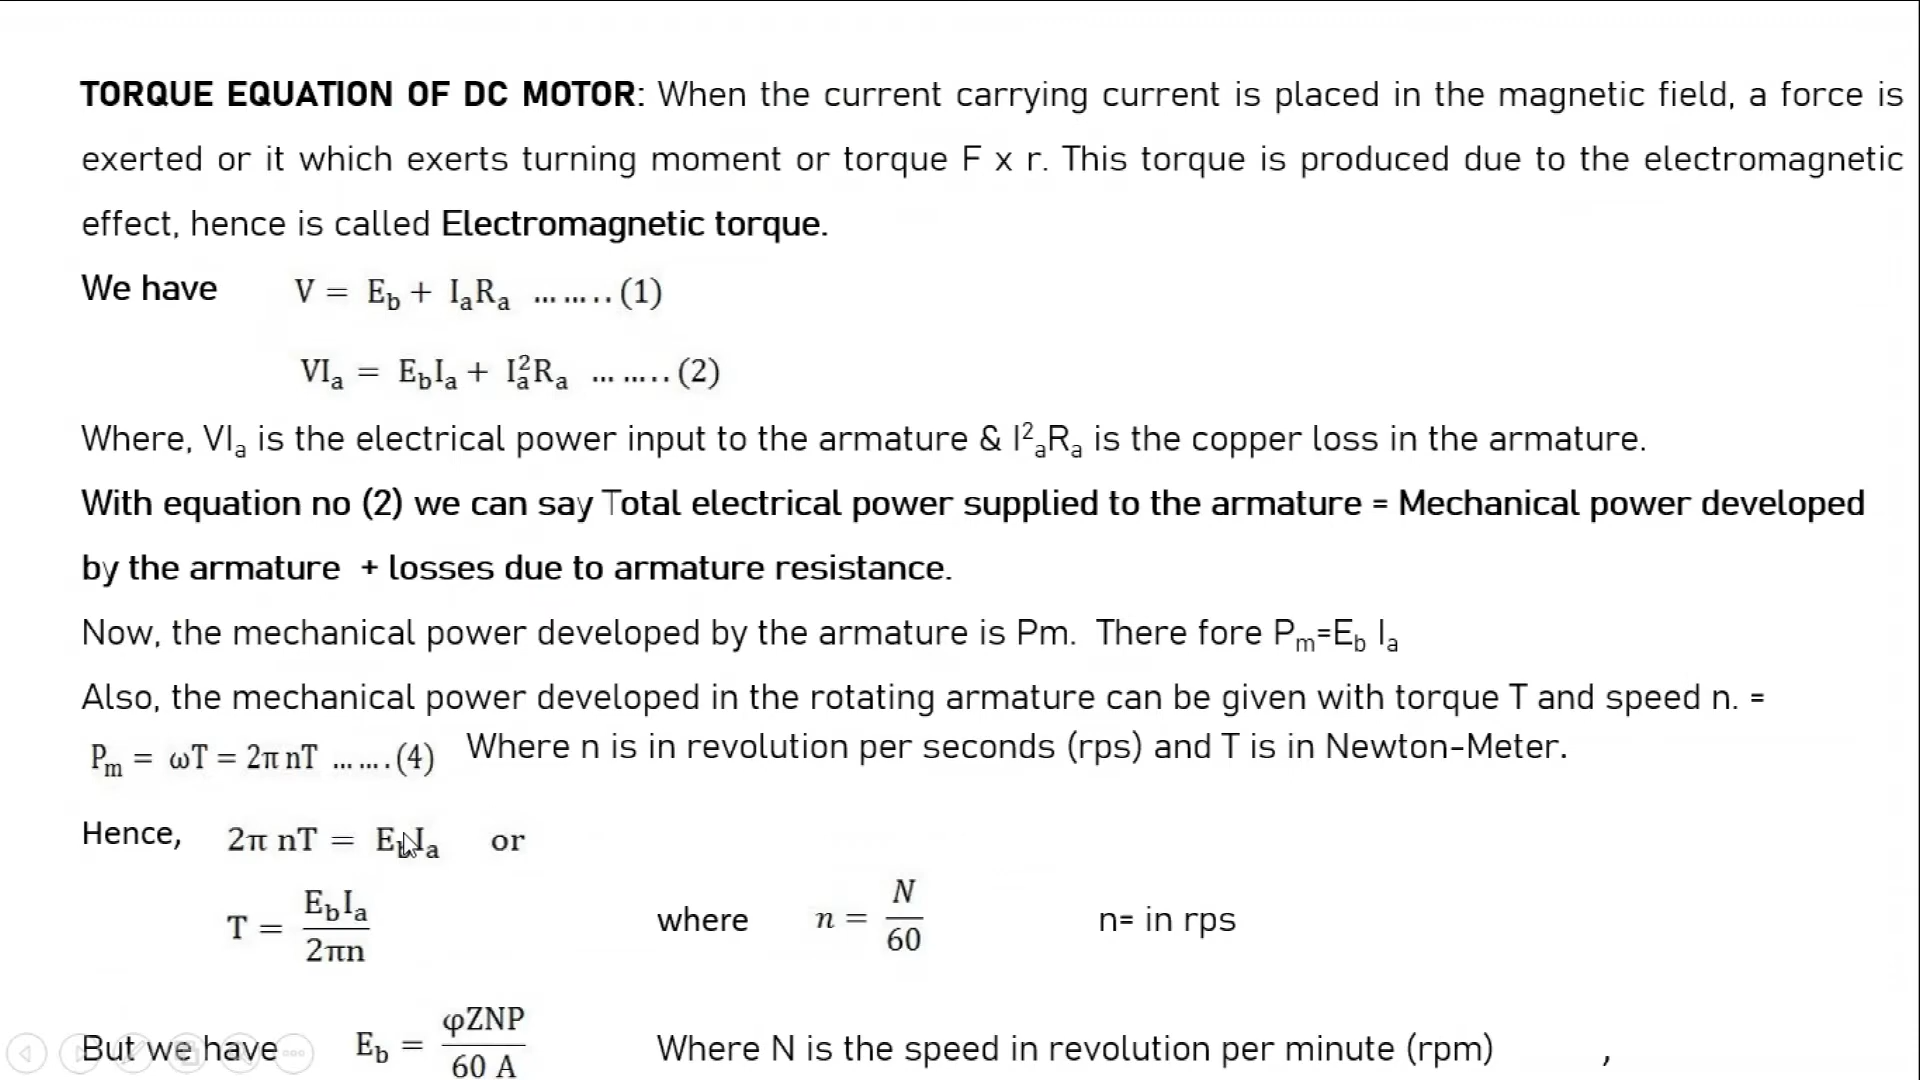 TORQUE EQUATION OF DC MOTOR: When the current carrying current is placed in the magnetic field, a force is
exerted or it which exerts turning moment or torque F x r. This torque is produced due to the electromagnetic
effect, hence is called Electromagnetic torque.
We have V = E_b + I_aR_a ........ (1)
VI_a = E_bI_a + I_a^2R_a ........ (2)
Where, VI_a is the electrical power input to the armature & I^2_aR_a is the copper loss in the armature.
With equation no (2) we can say Total electrical power supplied to the armature = Mechanical power developed
by the armature + losses due to armature resistance.
Now, the mechanical power developed by the armature is Pm. There fore P_m=E_b I_a
Also, the mechanical power developed in the rotating armature can be given with torque T and speed n. =
P_m = ωT = 2π nT ....... (4) Where n is in revolution per seconds (rps) and T is in Newton-Meter.
Hence, 2π nT = E_bI_a or
T = E_bI_a / 2πn where n = N / 60 n= in rps
But we have E_b = φZNP / 60 A Where N is the speed in revolution per minute (rpm) ,